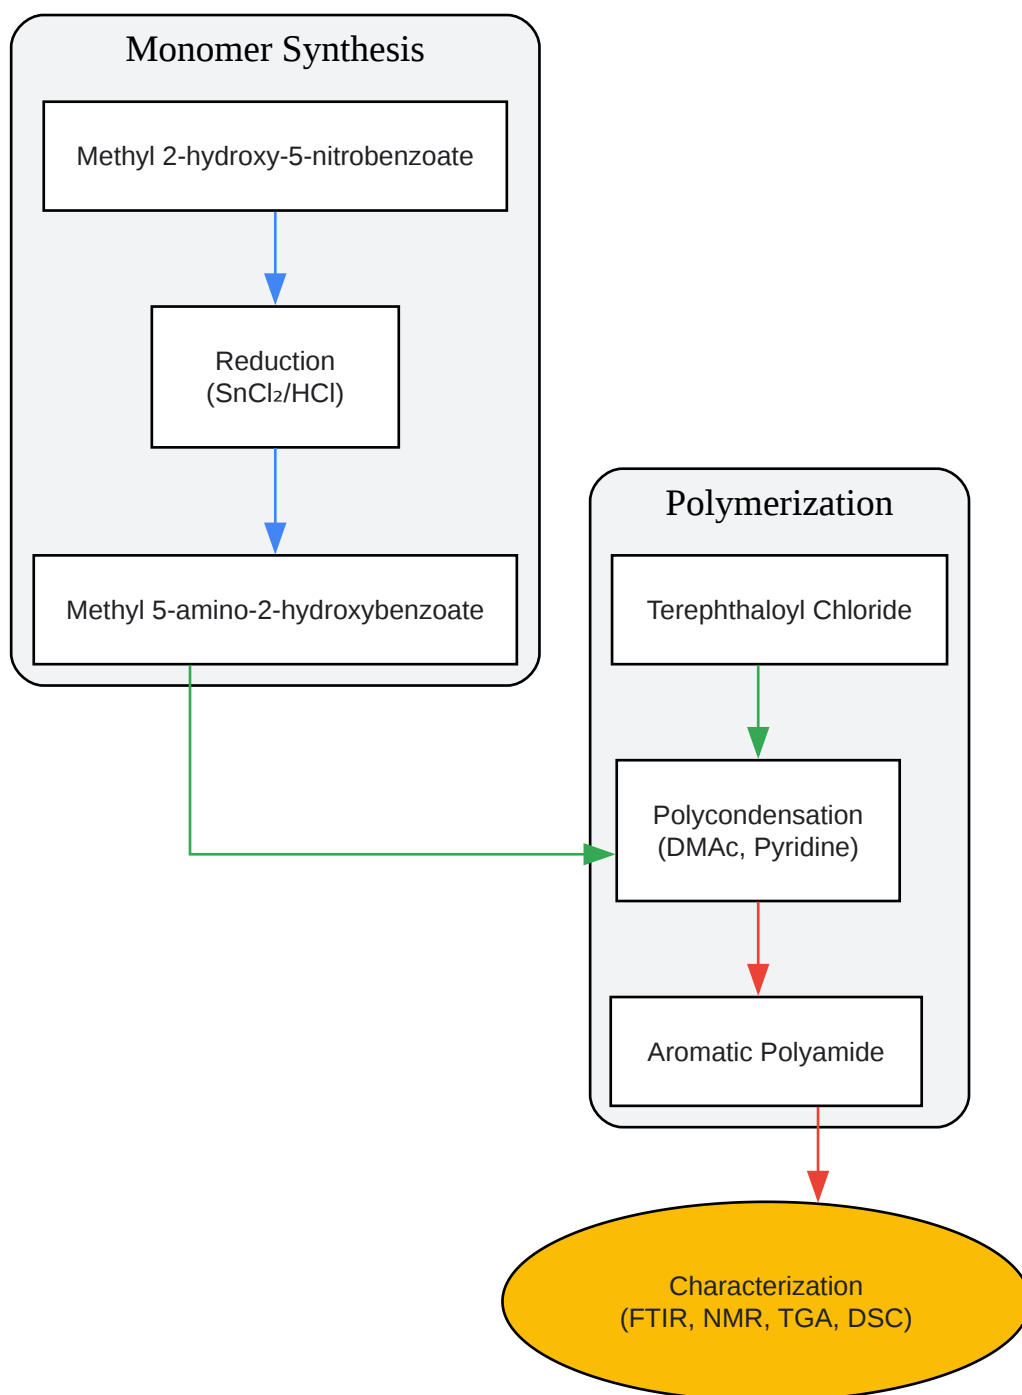 Monomer Synthesis
Methyl 2-hydroxy-5-nitrobenzoate
Reduction
(SnCl₂/HCl)
Methyl 5-amino-2-hydroxybenzoate
Polymerization
Terephthaloyl Chloride
Polycondensation
(DMAc, Pyridine)
Aromatic Polyamide
Characterization
(FTIR, NMR, TGA, DSC)